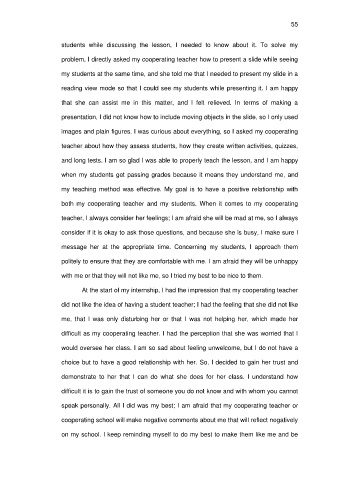 55
students while discussing the lesson, I needed to know about it. To solve my
problem, I directly asked my cooperating teacher how to present a slide while seeing
my students at the same time, and she told me that I needed to present my slide in a
reading view mode so that I could see my students while presenting it. I am happy
that she can assist me in this matter, and I felt relieved. In terms of making a
presentation, I did not know how to include moving objects in the slide, so I only used
images and plain figures. I was curious about everything, so I asked my cooperating
teacher about how they assess students, how they create written activities, quizzes,
and long tests. I am so glad I was able to properly teach the lesson, and I am happy
when my students got passing grades because it means they understand me, and
my teaching method was effective. My goal is to have a positive relationship with
both my cooperating teacher and my students. When it comes to my cooperating
teacher, I always consider her feelings; I am afraid she will be mad at me, so I always
consider if it is okay to ask those questions, and because she is busy, I make sure I
message her at the appropriate time. Concerning my students, I approach them
politely to ensure that they are comfortable with me. I am afraid they will be unhappy
with me or that they will not like me, so I tried my best to be nice to them.
At the start of my internship, I had the impression that my cooperating teacher
did not like the idea of having a student teacher; I had the feeling that she did not like
me, that I was only disturbing her or that I was not helping her, which made her
difficult as my cooperating teacher. I had the perception that she was worried that I
would oversee her class. I am so sad about feeling unwelcome, but I do not have a
choice but to have a good relationship with her. So, I decided to gain her trust and
demonstrate to her that I can do what she does for her class. I understand how
difficult it is to gain the trust of someone you do not know and with whom you cannot
speak personally. All I did was my best; I am afraid that my cooperating teacher or
cooperating school will make negative comments about me that will reflect negatively
on my school. I keep reminding myself to do my best to make them like me and be